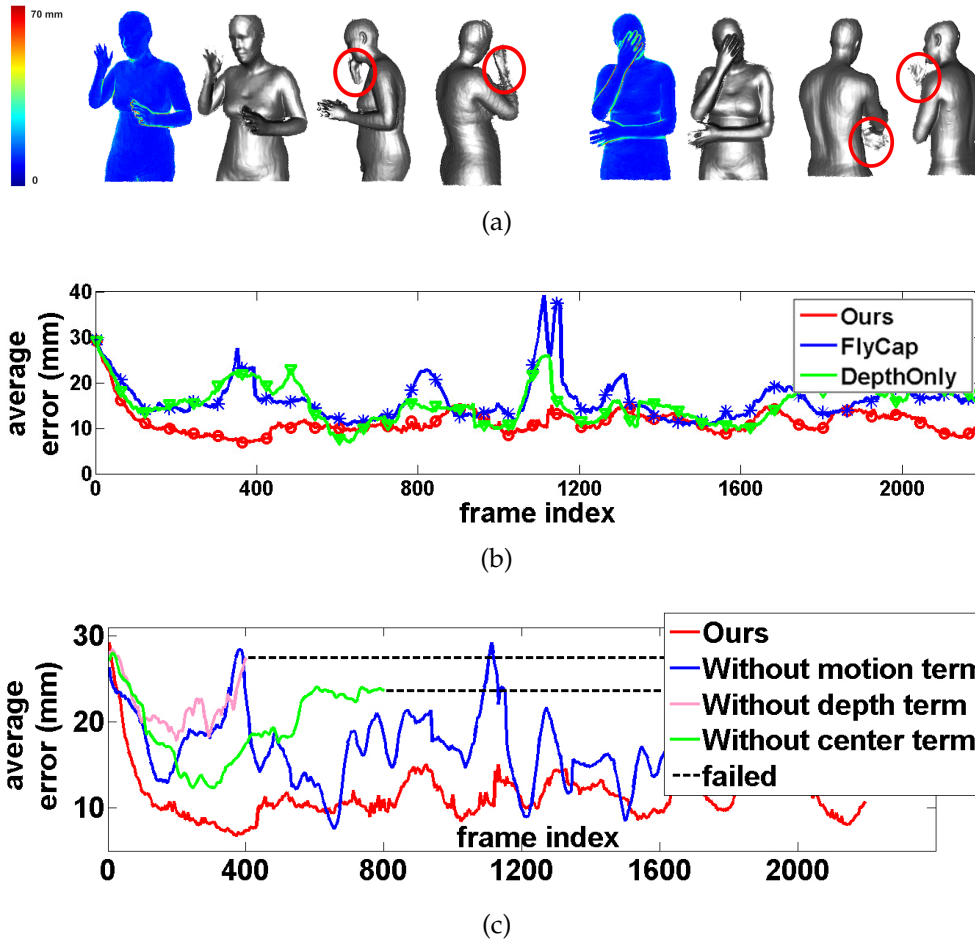 70 mm
0
(a)
average
error (mm)
40
30
20
10
0
Ours
FlyCap
DepthOnly
0
400
800
1200
1600
2000
frame index
(b)
average
error (mm)
30
20
10
Ours
Without motion term
Without depth term
Without center term
failed
frame index
0
400
800
1200
1600
2000
(c)